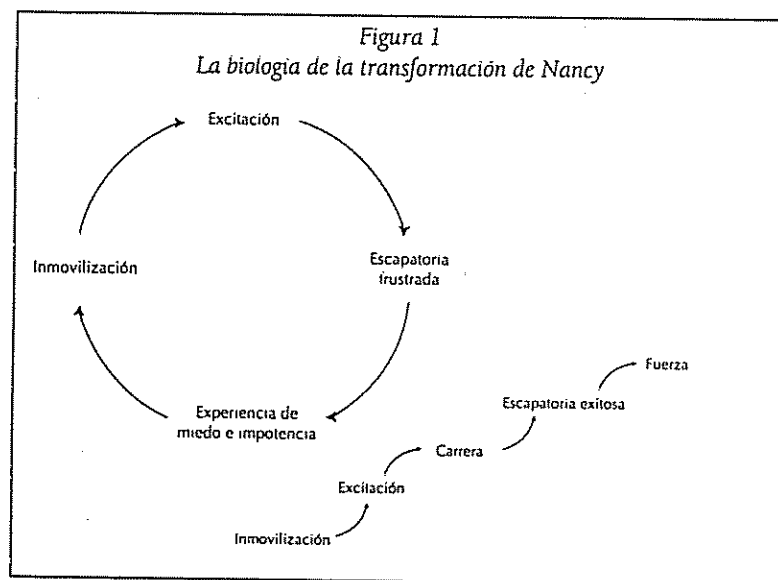 Figura 1
La biología de la transformación de Nancy
Excitación
Inmovilización
Escapatoria
frustrada
Experiencia de
miedo e impotencia
Fuerza
Escapatoria exitosa
Carrera
Excitación
Inmovilización